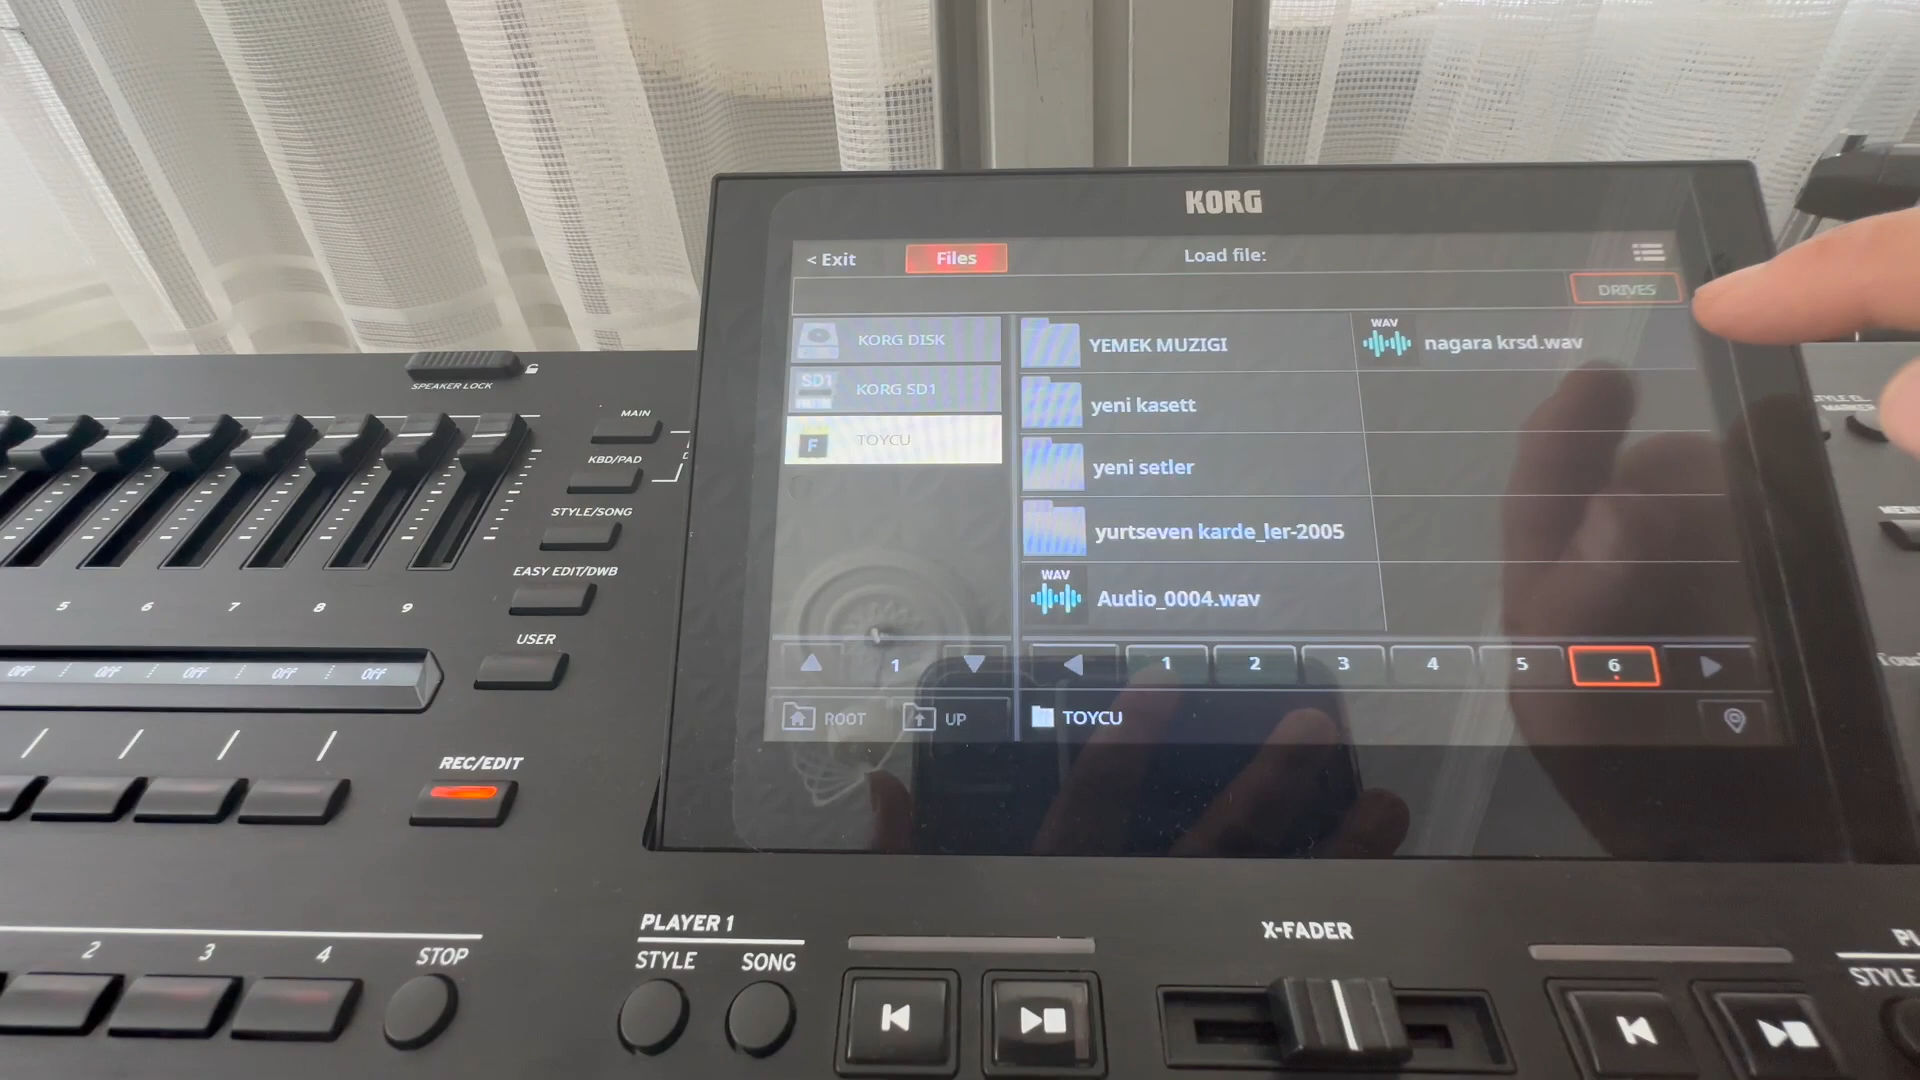 KORG
< Exit
Files
Load file:
DRIVES
KORG DISK
SD1
KORG SD1
F
TOYCU
YEMEK MUZIGI
yeni kasett
yeni setler
yurtseven karde_ler-2005
WAV
Audio_0004.wav
WAV
nagara krsd.wav
1
1
2
3
4
5
6
ROOT
UP
TOYCU
SPEAKER LOCK
MAIN
KBD/PAD
STYLE/SONG
EASY EDIT/DWB
USER
5
6
7
8
9
OFF
OFF
OFF
OFF
OFF
REC/EDIT
2
3
4
STOP
PLAYER 1
STYLE
SONG
X-FADER
STYLE